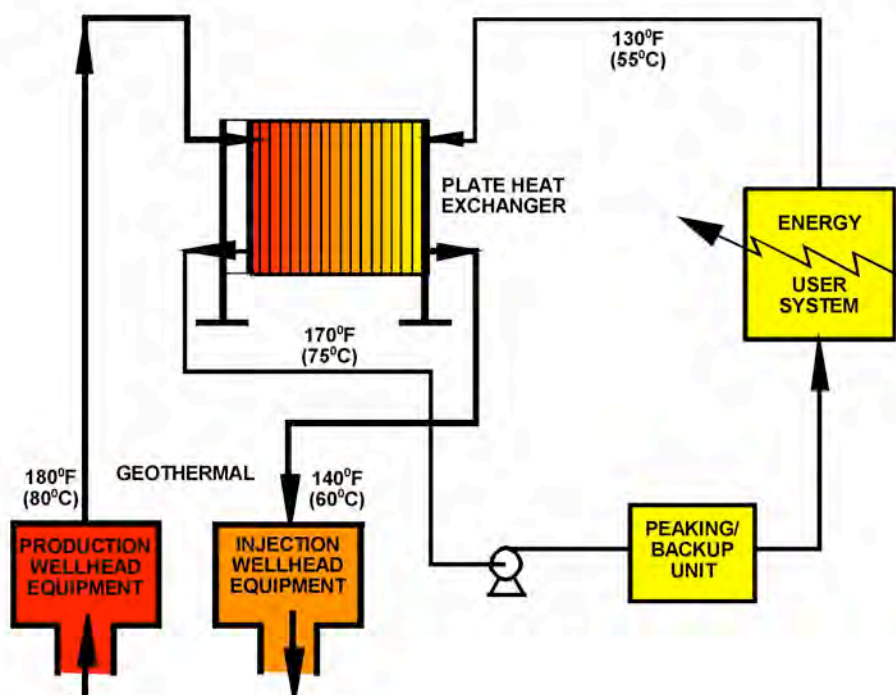 130⁰F
(55⁰C)
PLATE HEAT
EXCHANGER
ENERGY
USER
SYSTEM
170⁰F
(75⁰C)
GEOTHERMAL
180⁰F
(80⁰C)
140⁰F
(60⁰C)
PRODUCTION
WELLHEAD
EQUIPMENT
INJECTION
WELLHEAD
EQUIPMENT
PEAKING/
BACKUP
UNIT